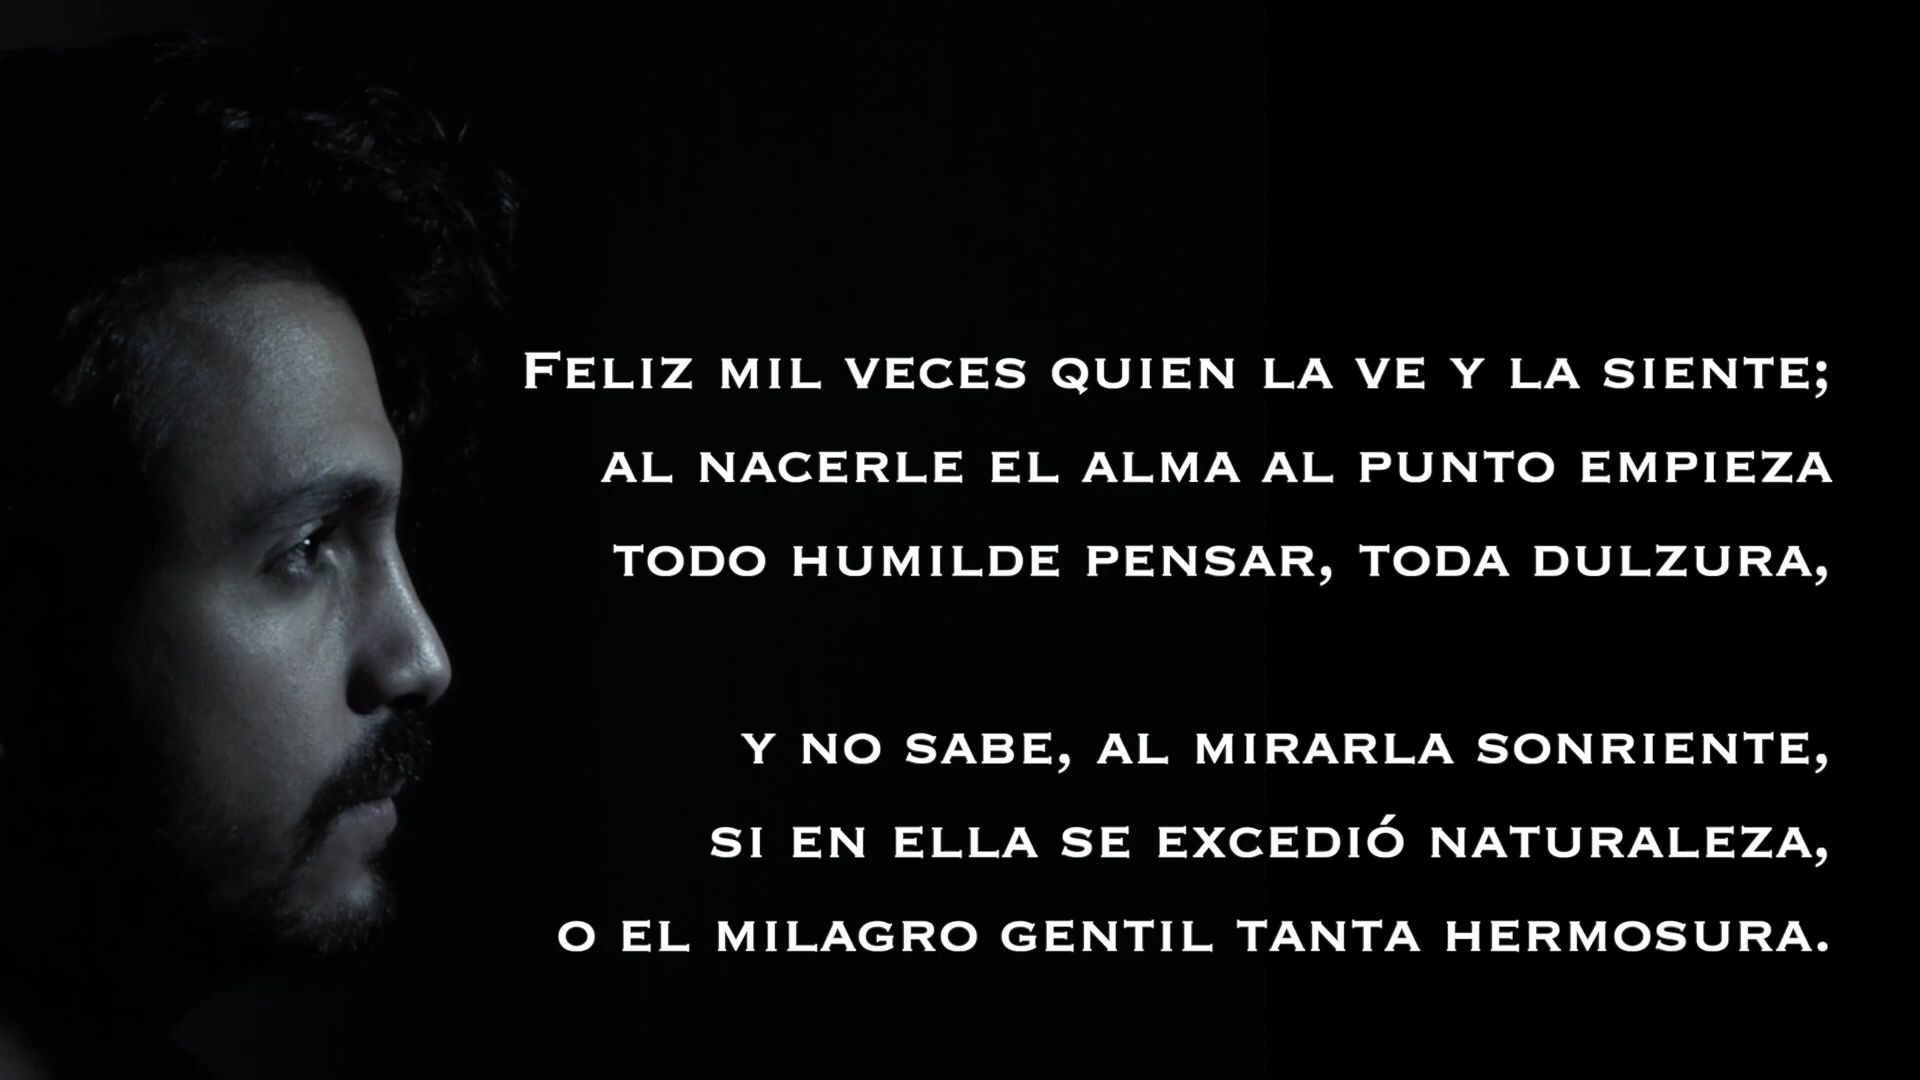 Feliz mil veces quien la ve y la siente;
al nacerle el alma al punto empieza
todo humilde pensar, toda dulzura,
y no sabe, al mirarla sonriente,
si en ella se excedió naturaleza,
o el milagro gentil tanta hermosura.